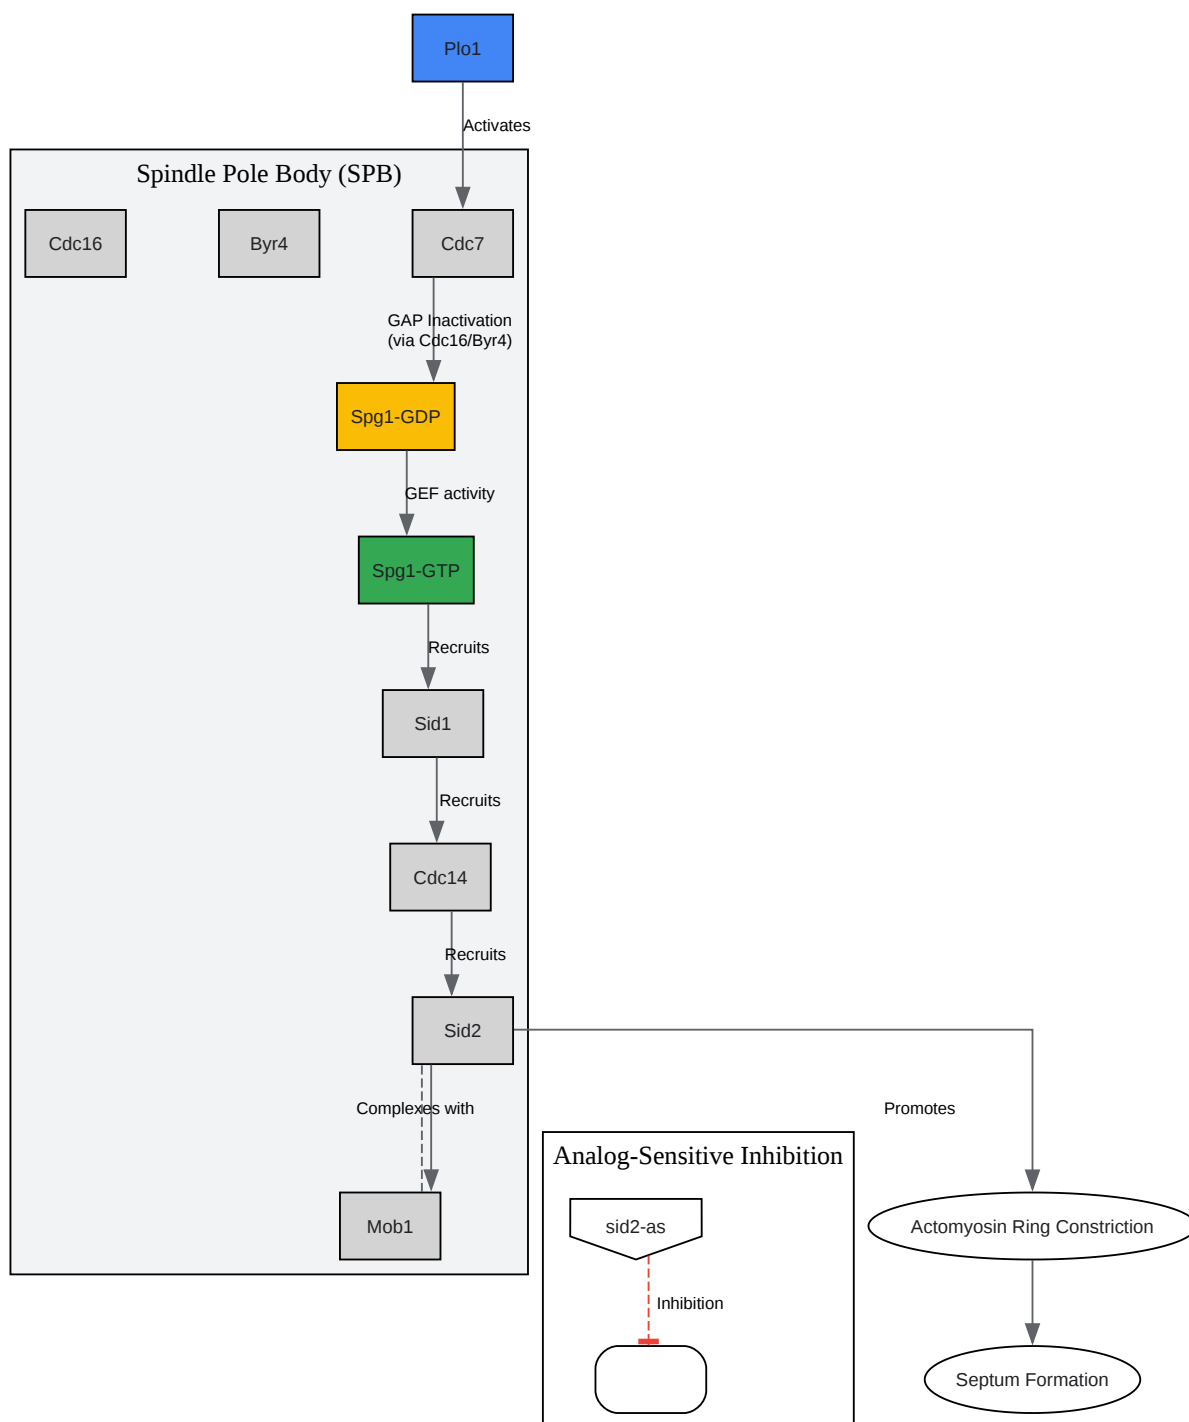 Plo1
Activates
Spindle Pole Body (SPB)
Cdc16
Byr4
Cdc7
GAP Inactivation
(via Cdc16/Byr4)
Spg1-GDP
GEF activity
Spg1-GTP
Recruits
Sid1
Recruits
Cdc14
Recruits
Sid2
Complexes with
Promotes
Analog-Sensitive Inhibition
Mob1
sid2-as
Actomyosin Ring Constriction
Inhibition
Septum Formation